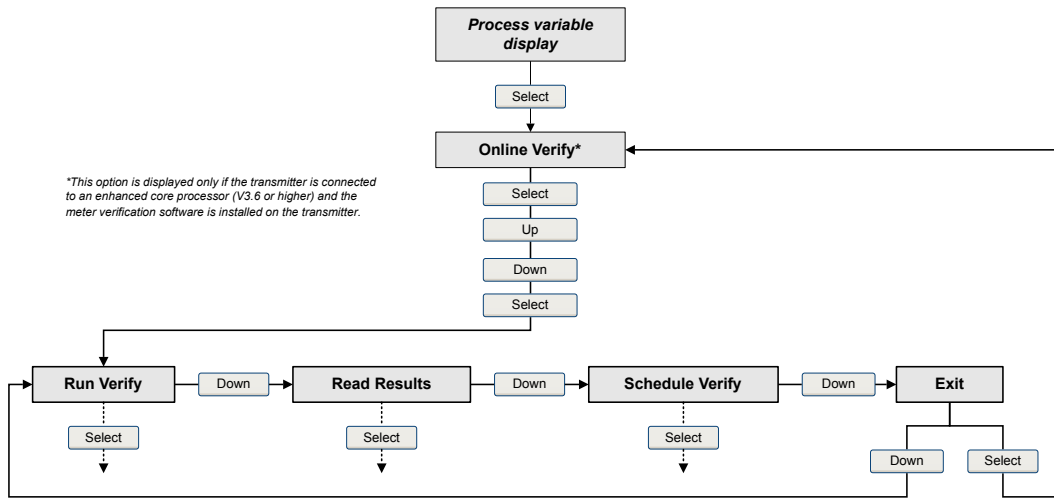 Process variable
display
Select
Online Verify*
*This option is displayed only if the transmitter is connected
to an enhanced core processor (V3.6 or higher) and the
meter verification software is installed on the transmitter.
Select
Up
Down
Select
Run Verify
Down
Read Results
Down
Schedule Verify
Down
Exit
Select
Select
Select
Down
Select